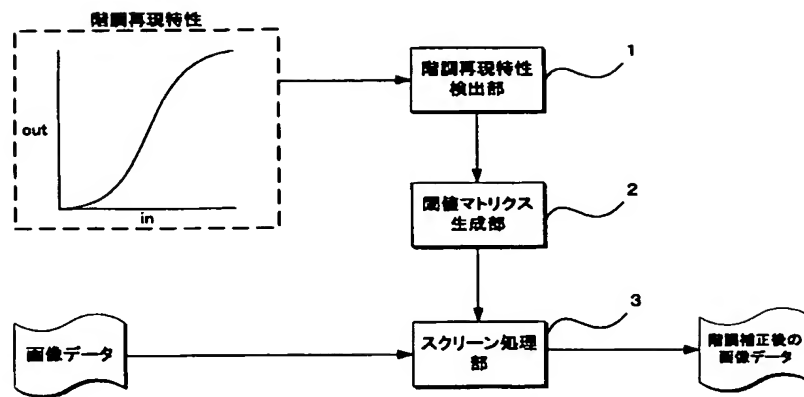 階調再現特性
out
in
階調再現特性
検出部
1
閾値マトリクス
生成部
2
画像データ
スクリーン処理
部
3
階調補正後の
画像データ